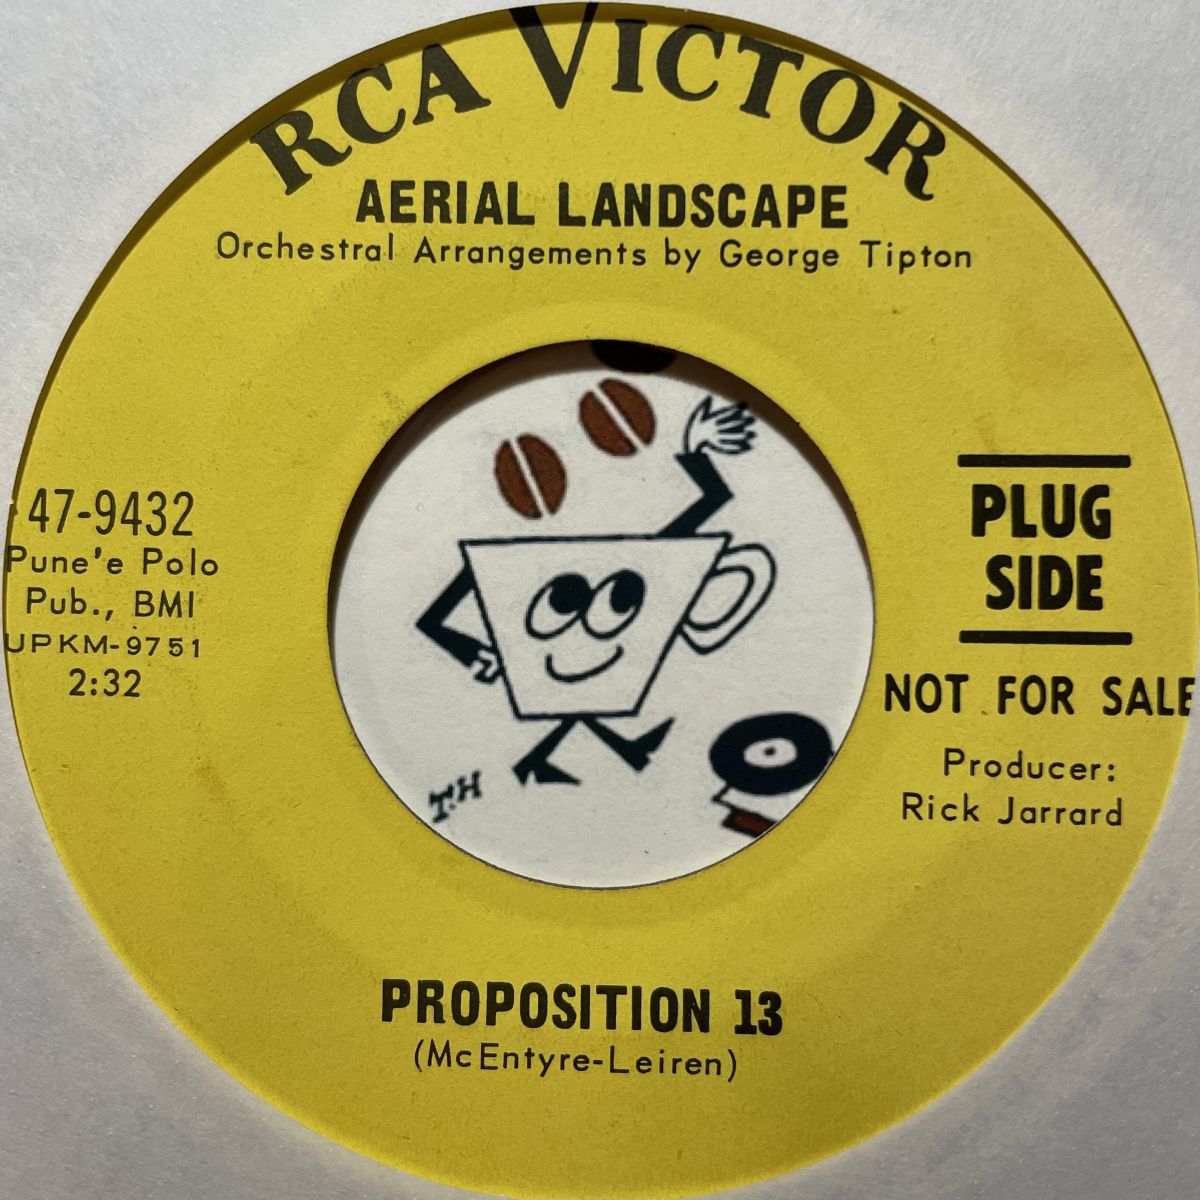 RCA VICTOR
AERIAL LANDSCAPE
Orchestral Arrangements by George Tipton
47-9432
Pune'e Polo
Pub., BMI
UPKM-9751
2:32
PLUG
SIDE
NOT FOR SALE
Producer:
Rick Jarrard
T.H
PROPOSITION 13
(McEntyre-Leiren)